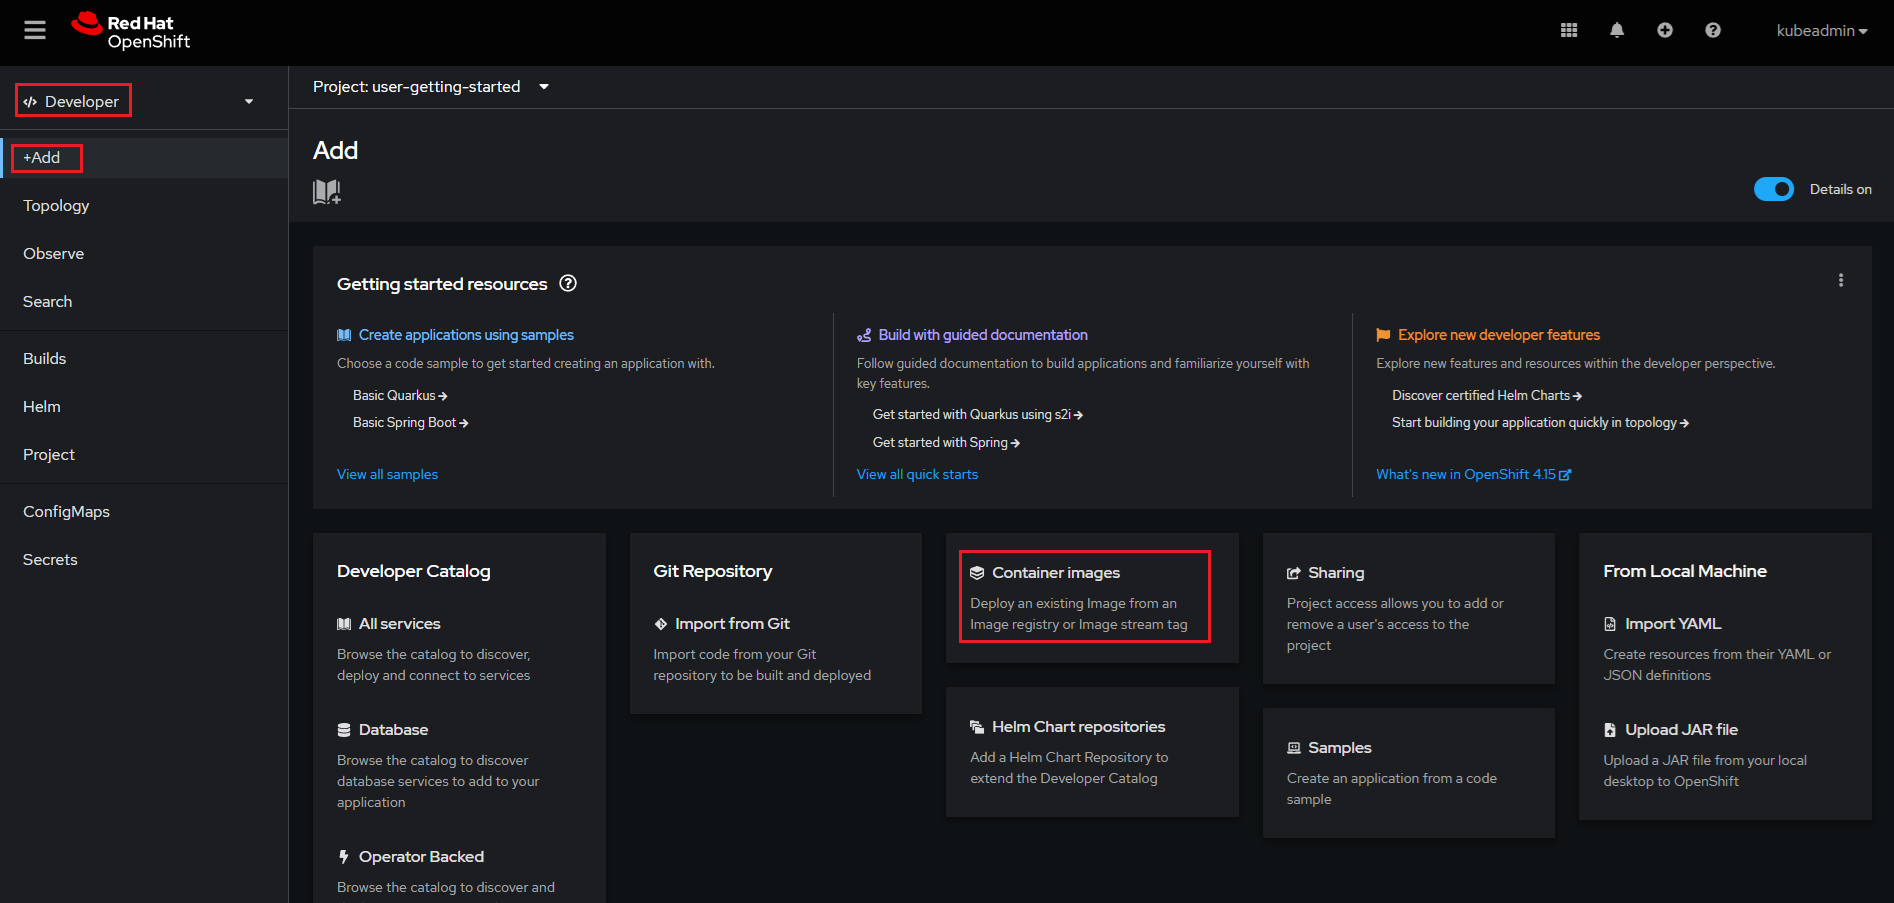 Red Hat
OpenShift
kubeadmin
Developer
+Add
Topology
Observe
Search
Builds
Helm
Project
ConfigMaps
Secrets
Project: user-getting-started
Add
Details on
Getting started resources
Create applications using samples
Choose a code sample to get started creating an application with.
Basic Quarkus
Basic Spring Boot
View all samples
Build with guided documentation
Follow guided documentation to build applications and familiarize yourself with
key features.
Get started with Quarkus using s2i
Get started with Spring
View all quick starts
Explore new developer features
Explore new features and resources within the developer perspective.
Discover certified Helm Charts
Start building your application quickly in topology
What's new in OpenShift 4.15
Developer Catalog
All services
Browse the catalog to discover,
deploy and connect to services
Database
Browse the catalog to discover
database services to add to your
application
Operator Backed
Browse the catalog to discover and
Git Repository
Import from Git
Import code from your Git
repository to be built and deployed
Container images
Deploy an existing Image from an
Image registry or Image stream tag
Helm Chart repositories
Add a Helm Chart Repository to
extend the Developer Catalog
Sharing
Project access allows you to add or
remove a user's access to the
project
Samples
Create an application from a code
sample
From Local Machine
Import YAML
Create resources from their YAML or
JSON definitions
Upload JAR file
Upload a JAR file from your local
desktop to OpenShift